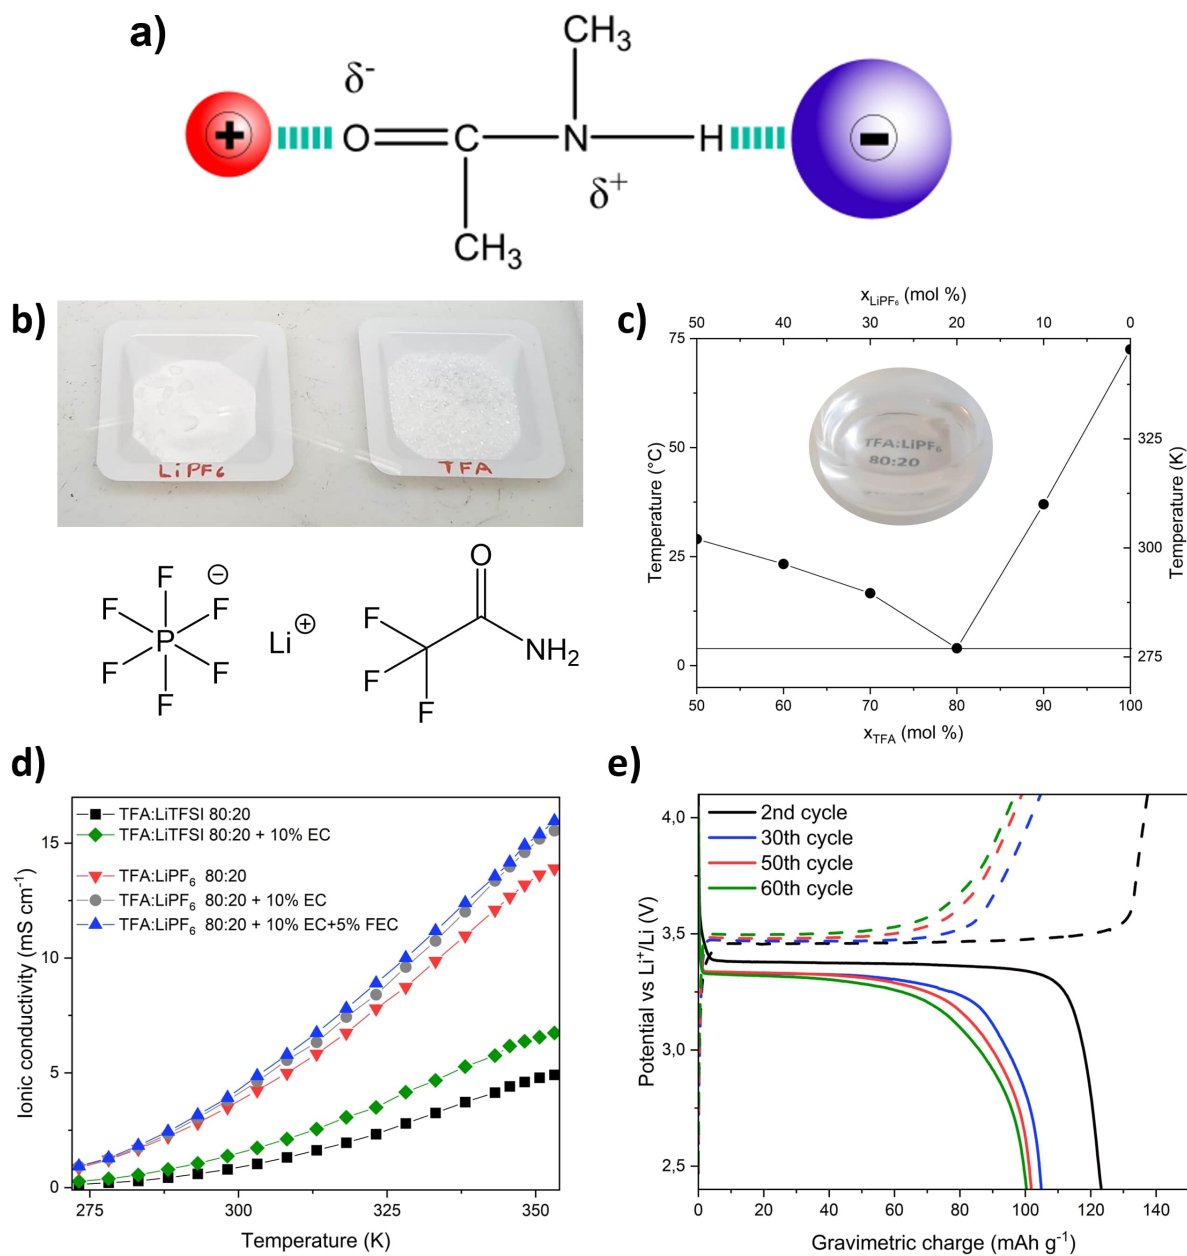 a)
CH3
δ-
+
O
C
N
H
-
δ+
CH3
b)
LiPF6
TFA
F
⊖
F
F
P
Li
⊕
F
F
F
O
F
F
F
NH2
c)
xLiPF6 (mol %)
50
40
30
20
10
0
75
50
25
0
Temperature (°C)
TFA:LiPF6
80:20
325
300
275
Temperature (K)
50
60
70
80
90
100
xTFA (mol %)
d)
TFA:LiTFSI 80:20
TFA:LiTFSI 80:20 + 10% EC
TFA:LiPF6 80:20
TFA:LiPF6 80:20 + 10% EC
TFA:LiPF6 80:20 + 10% EC+5% FEC
15
10
5
0
Ionic conductivity (mS cm-1)
275
300
325
350
Temperature (K)
e)
2nd cycle
30th cycle
50th cycle
60th cycle
4,0
3.5
3.0
2,5
Potential vs Li+/Li (V)
0
20
40
60
80
100
120
140
Gravimetric charge (mAh g-1)